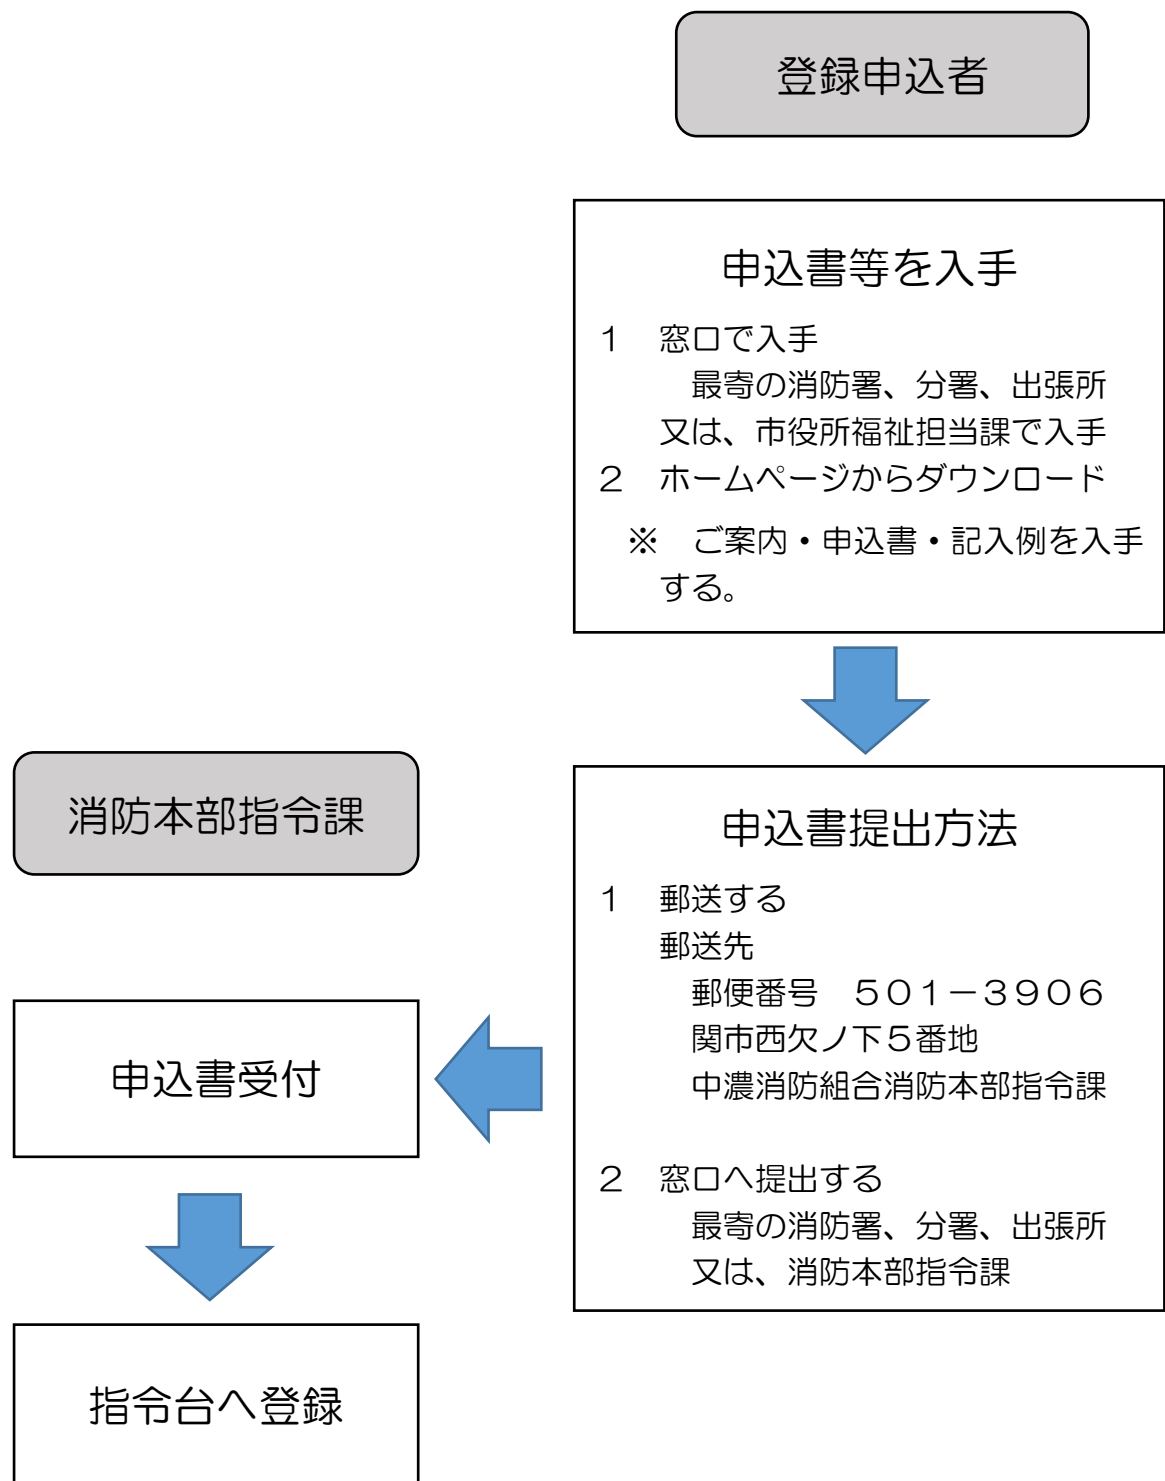 登録申込者
申込書等を入手
1　窓口で入手
最寄の消防署、分署、出張所
又は、市役所福祉担当課で入手
2　ホームページからダウンロード
※　ご案内・申込書・記入例を入手
する。
消防本部指令課
申込書提出方法
1　郵送する
郵送先
郵便番号　５０１－３９０６
関市西欠ノ下５番地
中濃消防組合消防本部指令課
2　窓口へ提出する
最寄の消防署、分署、出張所
又は、消防本部指令課
申込書受付
指令台へ登録